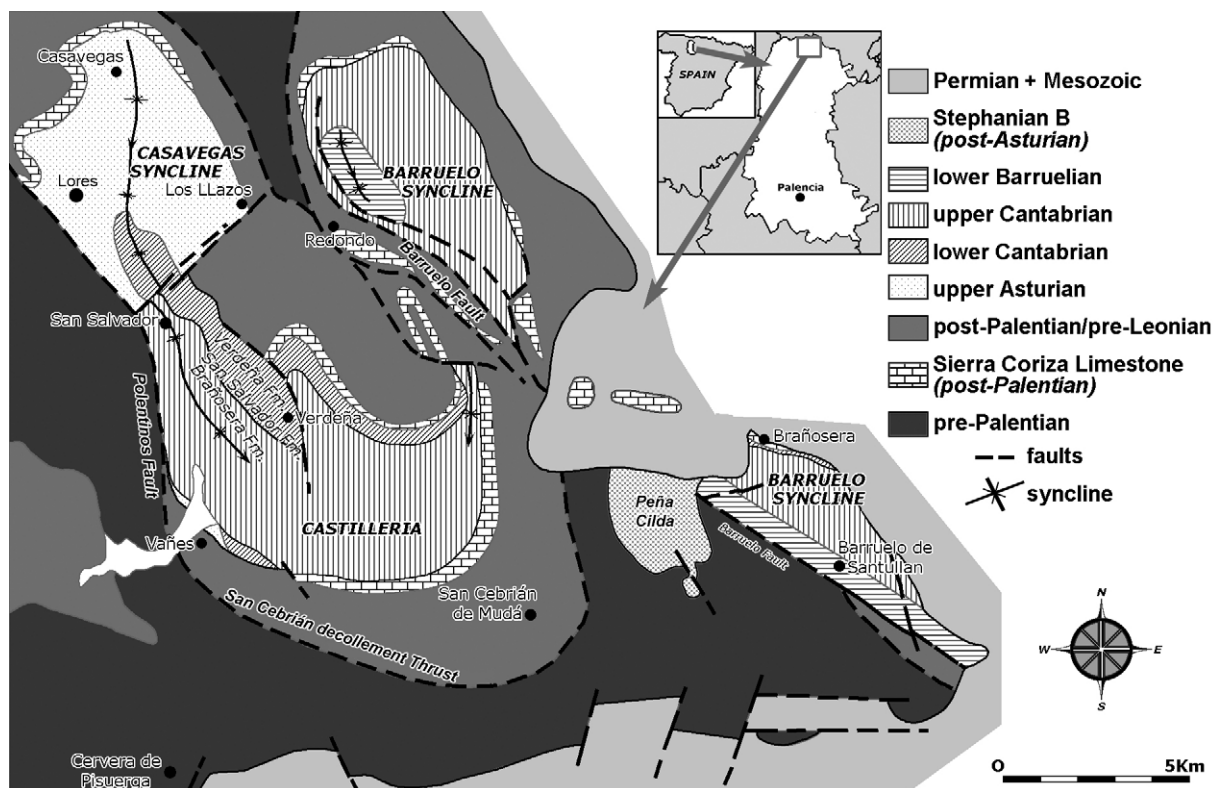 Casavegas
CASAVEGAS
SYNCLINE
Lores
Los LLazos
BARRUELO
SYNCLINE
Redondo
Barruelo Fault
San Salvador
Verdeña Fm.
San Salvador Fm.
Brañosera Fm.
Verdeña
Polentinos Fault
CASTILLERIA
Vañes
San Cebrián
de Mudá
San Cebrián decollement Thrust
Cervera de
Pisuerga
Peña
Cilda
Brañosera
BARRUELO
SYNCLINE
Barruelo Fault
Barruelo de
Santullan
SPAIN
Palencia
Permian + Mesozoic
Stephanian B
(post-Asturian)
lower Barruelian
upper Cantabrian
lower Cantabrian
upper Asturian
post-Palentian/pre-Leonian
Sierra Coriza Limestone
(post-Palentian)
pre-Palentian
faults
syncline
N
W
E
S
O
5Km